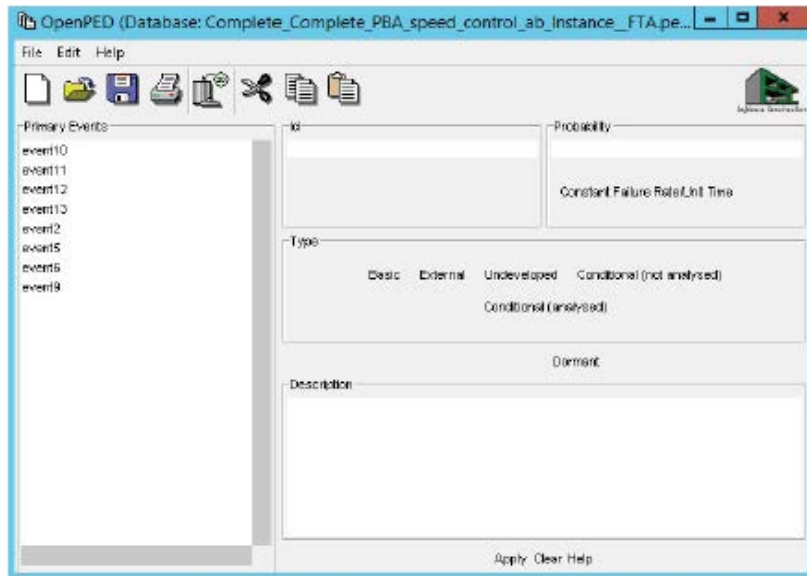 OpenPED (Database: Complete_Complete_PBA_speed_control_ab_Instance__FTA.pe...
File Edit Help
Primary Events
event10
event11
event12
event13
event2
event5
event6
event9
Id
Probability
Constant Failure Rate/Unit Time
Type
Basic External Undeveloped Conditional (not analysed)
Conditional (analysed)
Dormant
Description
Apply Clear Help